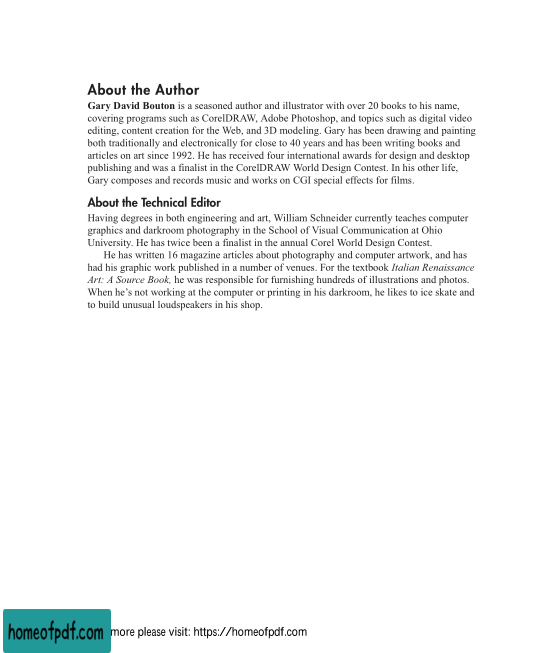 About the Author
Gary David Bouton is a seasoned author and illustrator with over 20 books to his name,
covering programs such as CorelDRAW, Adobe Photoshop, and topics such as digital video
editing, content creation for the Web, and 3D modeling. Gary has been drawing and painting
both traditionally and electronically for close to 40 years and has been writing books and
articles on art since 1992. He has received four international awards for design and desktop
publishing and was a finalist in the CorelDRAW World Design Contest. In his other life,
Gary composes and records music and works on CGI special effects for films.
About the Technical Editor
Having degrees in both engineering and art, William Schneider currently teaches computer
graphics and darkroom photography in the School of Visual Communication at Ohio
University. He has twice been a finalist in the annual Corel World Design Contest.
He has written 16 magazine articles about photography and computer artwork, and has
had his graphic work published in a number of venues. For the textbook Italian Renaissance
Art: A Source Book, he was responsible for furnishing hundreds of illustrations and photos.
When he's not working at the computer or printing in his darkroom, he likes to ice skate and
to build unusual loudspeakers in his shop.
homeofpdf.com more please visit: https://homeofpdf.com